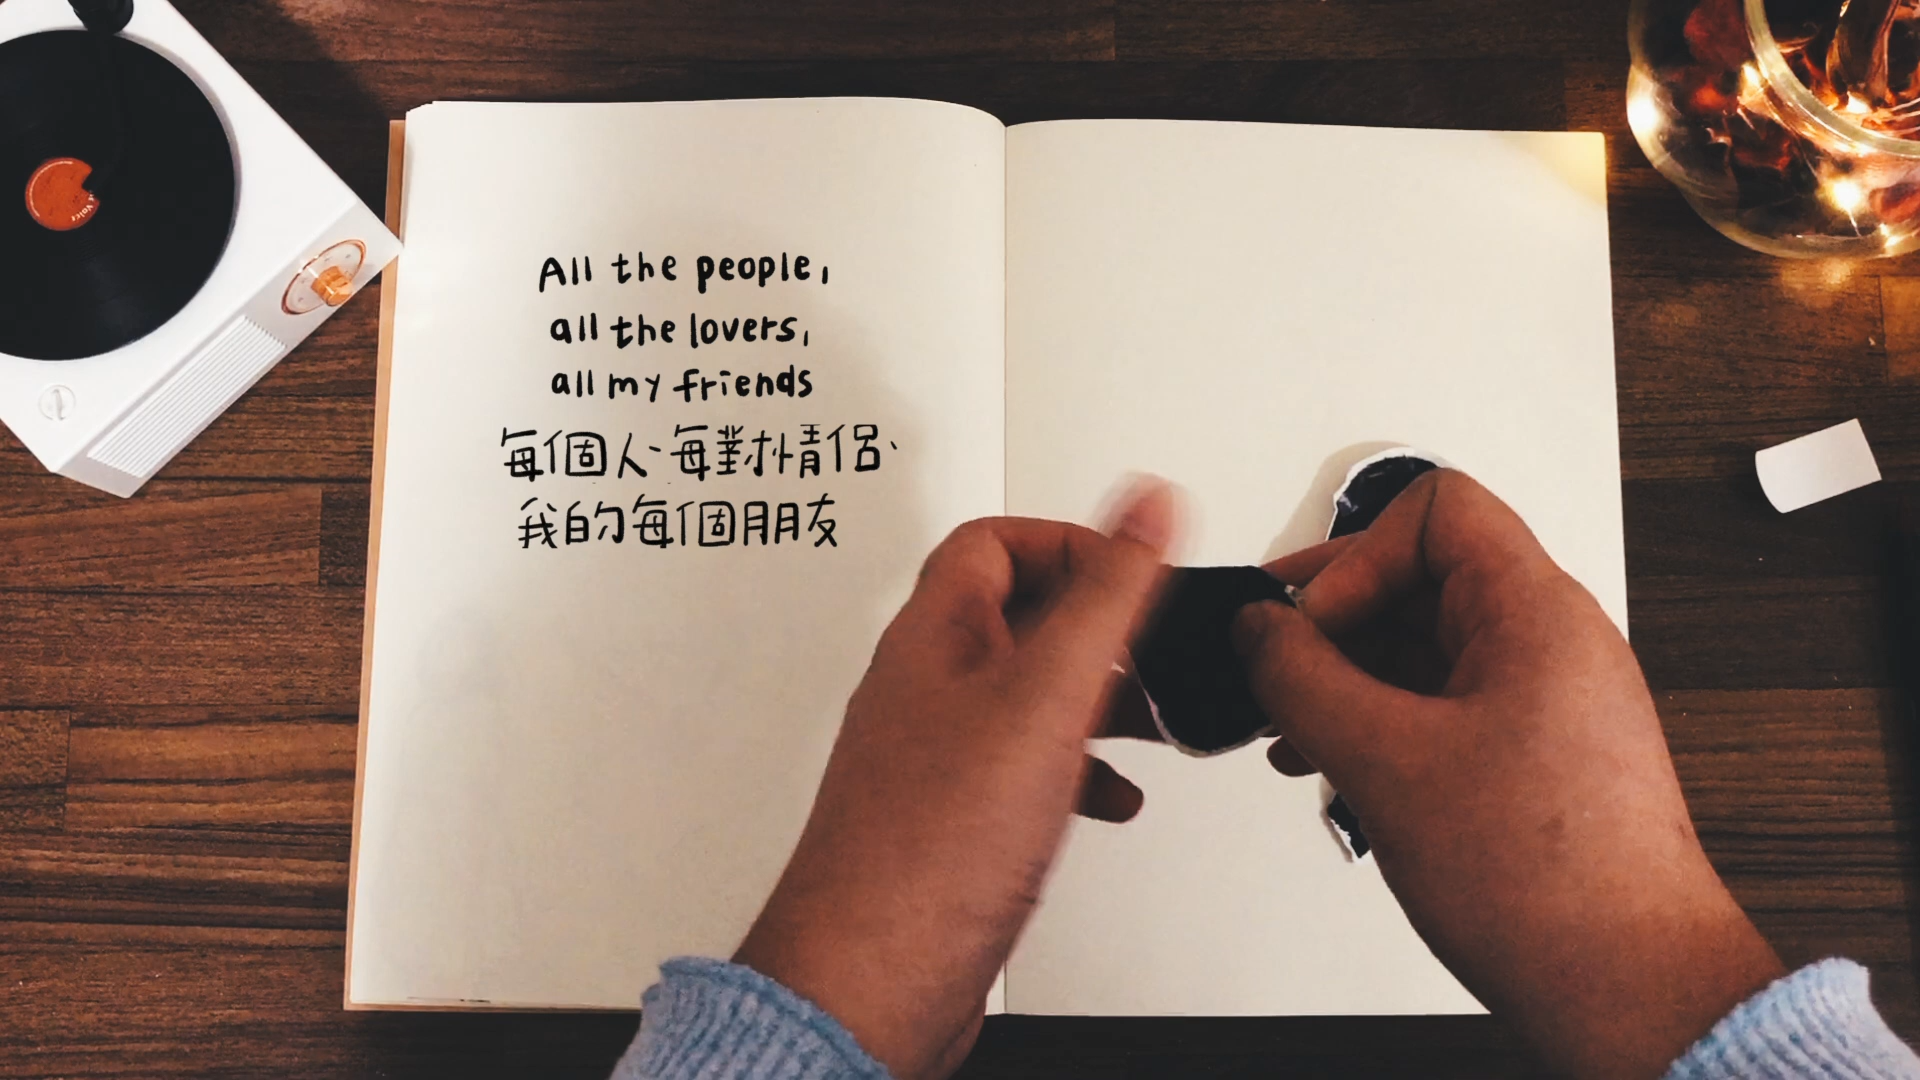 All the people,
all the lovers,
all my friends
每個人、每對情侶、
我的每個朋友